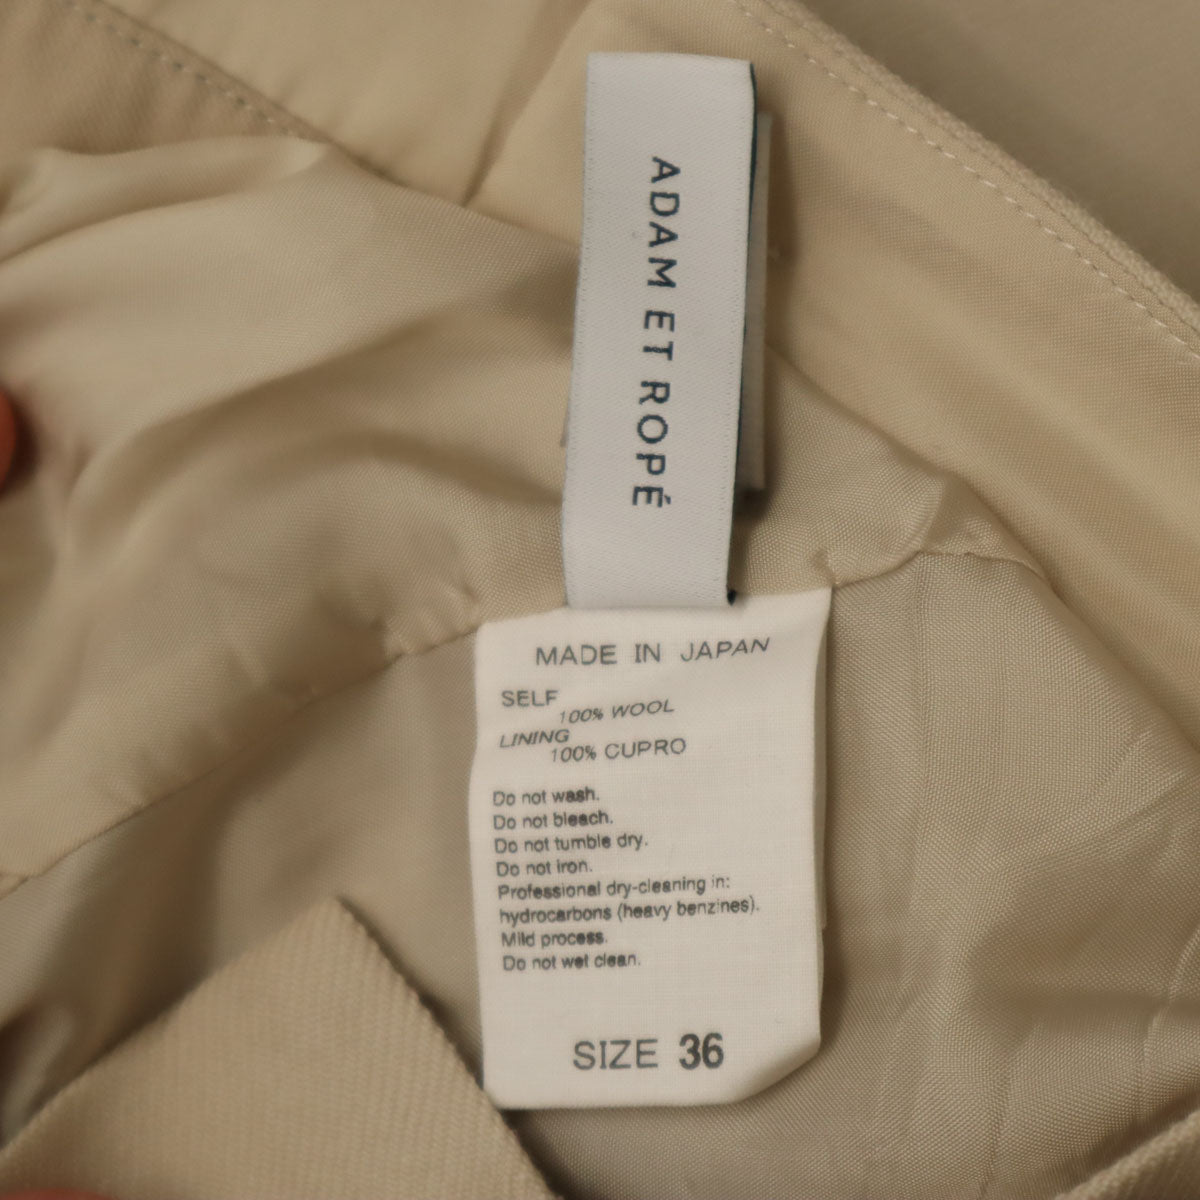 ADAM ET ROPÉ
MADE IN JAPAN
SELF
100% WOOL
LINING
100% CUPRO
Do not wash.
Do not bleach.
Do not tumble dry.
Do not iron.
Professional dry-cleaning in:
hydrocarbons (heavy benzines).
Mild process.
Do not wet clean.
SIZE 36